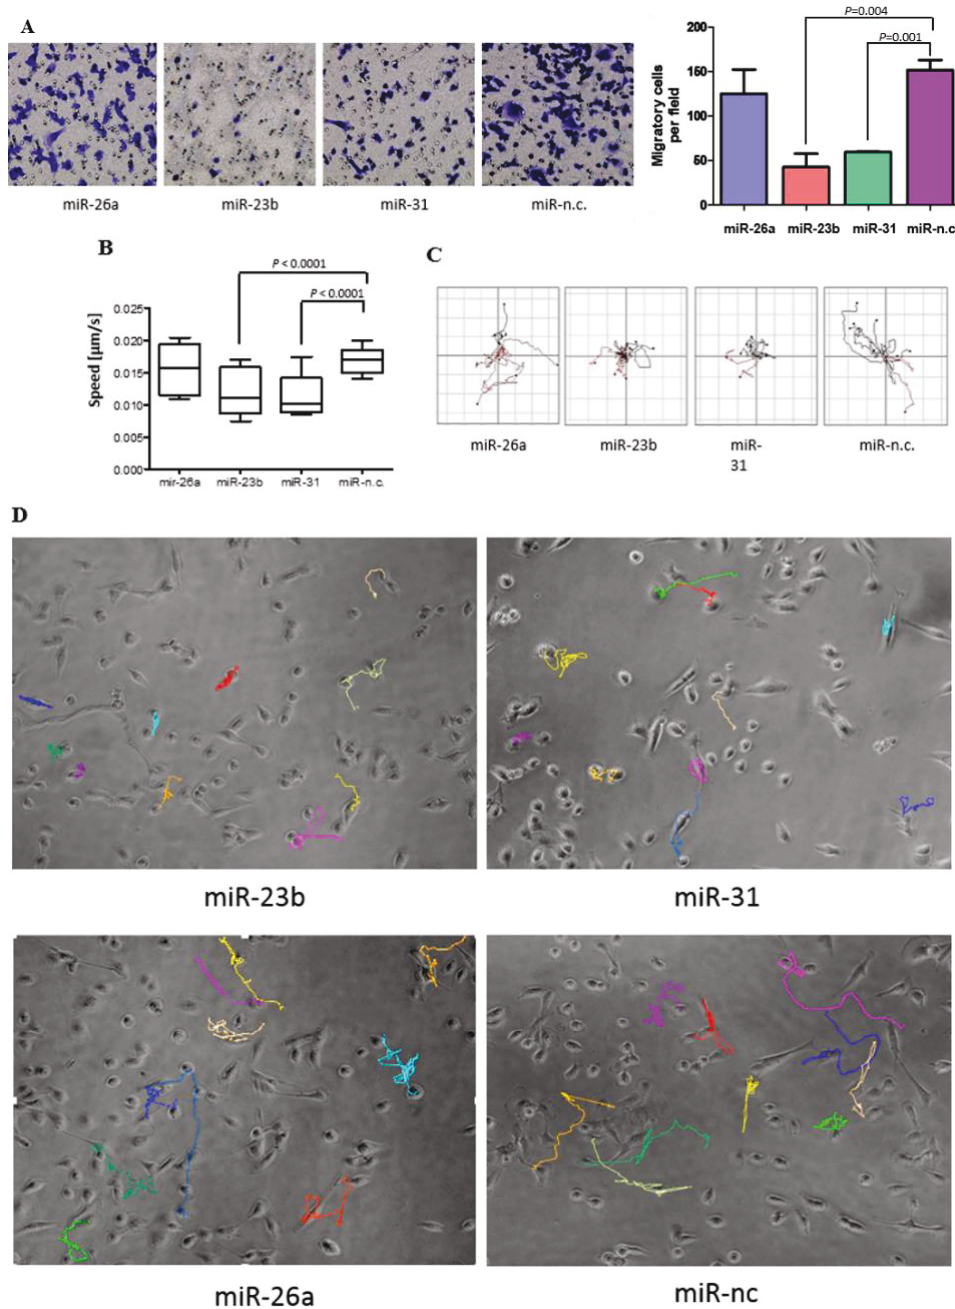 A
miR-26a
miR-23b
miR-31
miR-n.c.
P=0.004
P=0.001
Migratory cells
per field
200
150
100
50
0
miR-26a
miR-23b
miR-31
miR-n.c
B
P < 0.0001
P < 0.0001
Speed [µm/s]
0.025
0.020
0.015
0.010
0.005
0.000
mir-26a
miR-23b
miR-31
miR-n.c.
C
miR-26a
miR-23b
miR-
31
miR-n.c.
D
miR-23b
miR-31
miR-26a
miR-nc